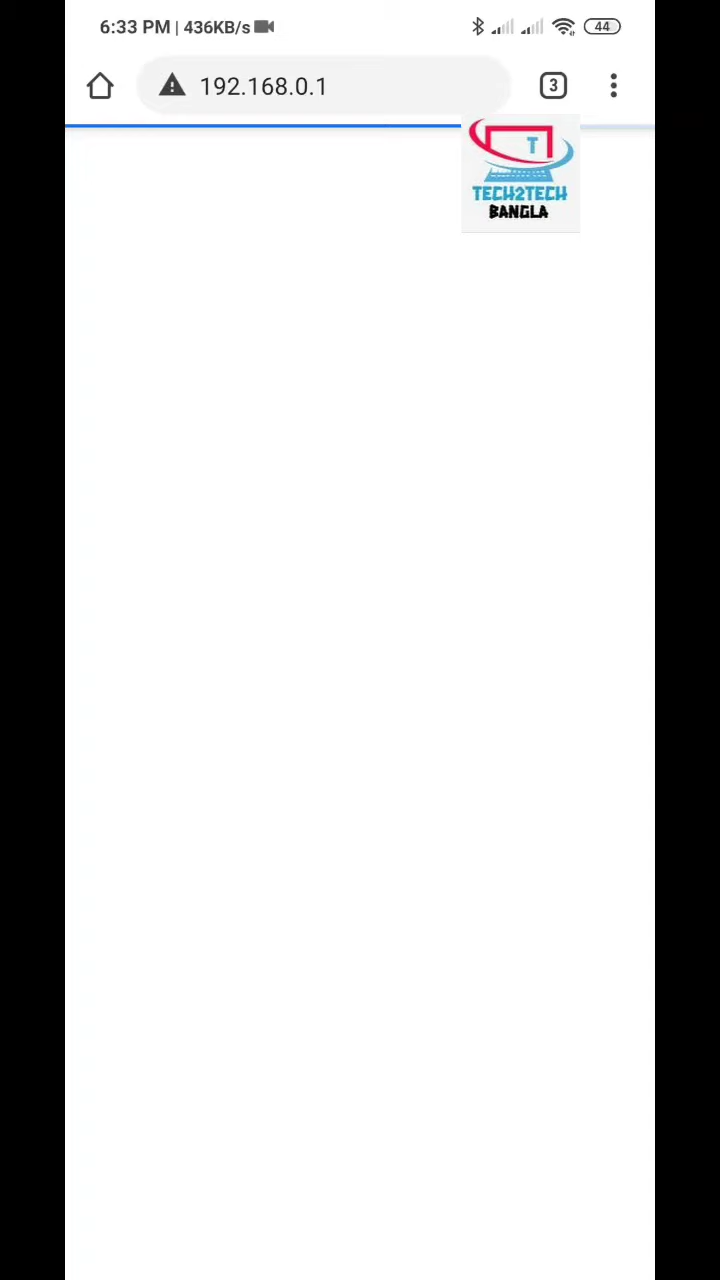 6:33 PM | 436KB/s
44
192.168.0.1
3
T
TECH2TECH
BANGLA